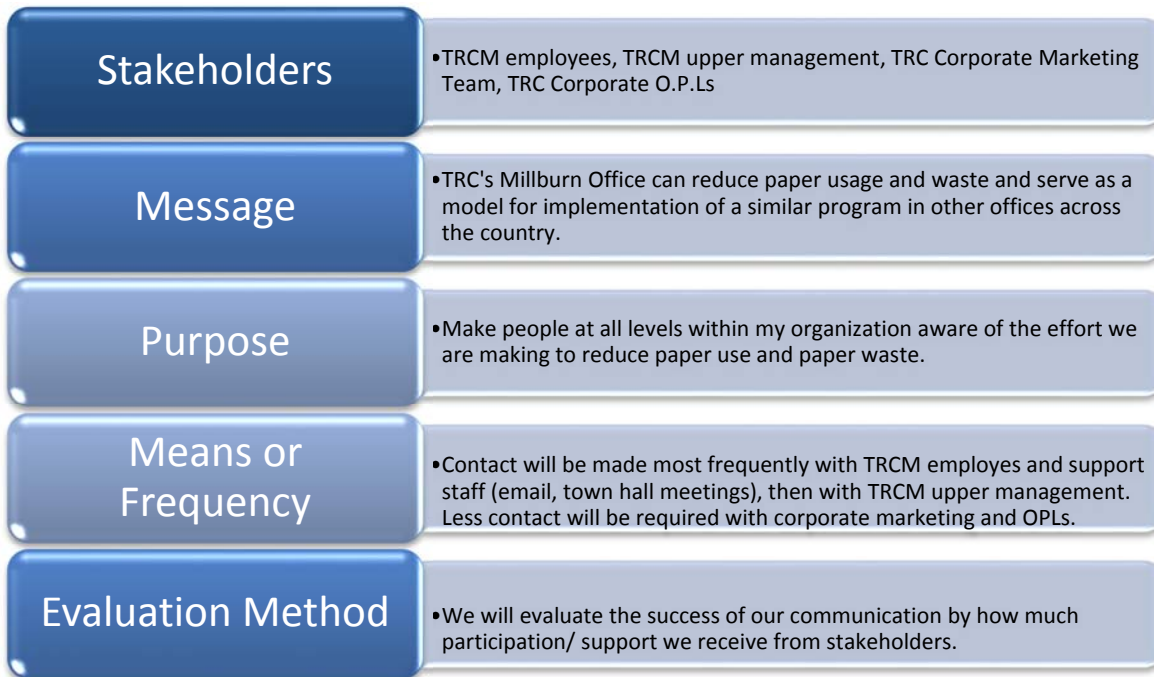 Stakeholders
•TRCM employees, TRCM upper management, TRC Corporate Marketing
Team, TRC Corporate O.P.Ls
Message
•TRC's Millburn Office can reduce paper usage and waste and serve as a
model for implementation of a similar program in other offices across
the country.
Purpose
•Make people at all levels within my organization aware of the effort we
are making to reduce paper use and paper waste.
Means or
Frequency
•Contact will be made most frequently with TRCM employes and support
staff (email, town hall meetings), then with TRCM upper management.
Less contact will be required with corporate marketing and OPLs.
Evaluation Method
•We will evaluate the success of our communication by how much
participation/ support we receive from stakeholders.